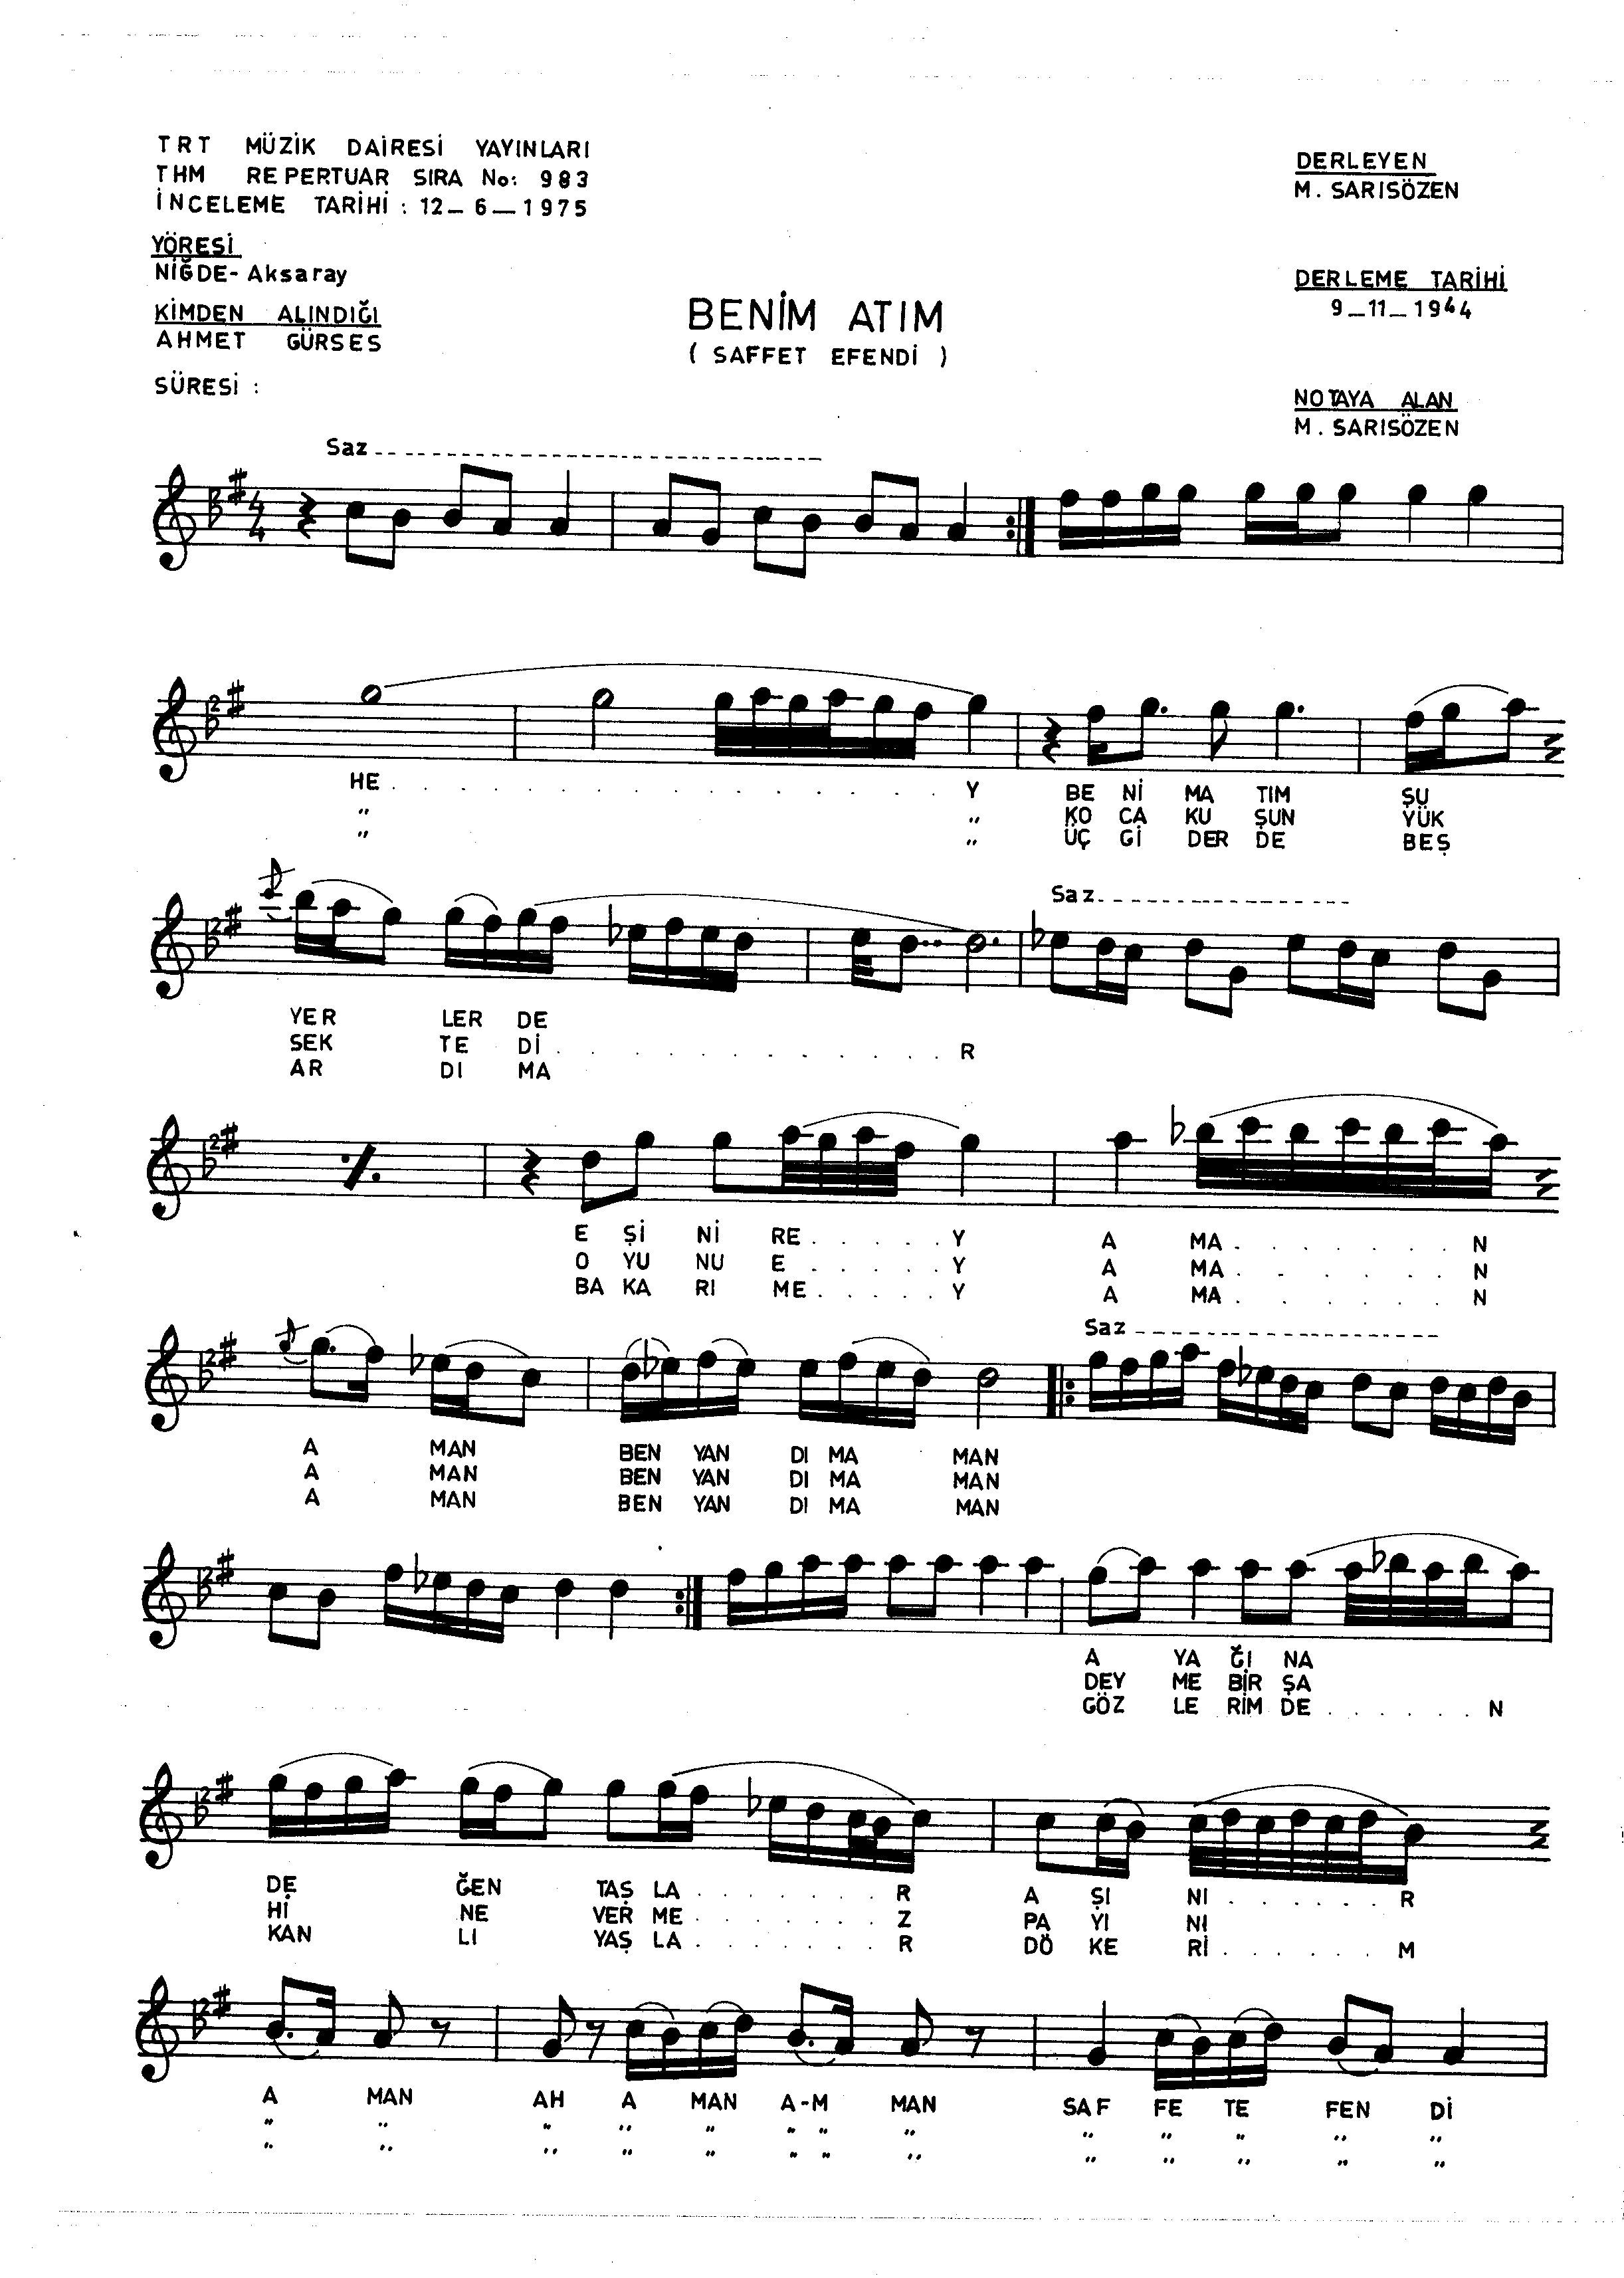 TRT MÜZİK DAİRESİ YAYINLARI
THM REPERTUAR SIRA No: 983
İNCELEME TARİHİ : 12_6_1975
DERLEYEN
M. SARISÖZEN
YÖRESİ
NİĞDE-Aksaray
DERLEME TARİHİ
9_11_1944
KİMDEN ALINDIĞI
AHMET GÜRSES
BENİM ATIM
( SAFFET EFENDİ )
SÜRESİ :
NOTAYA ALAN
M. SARISÖZEN
Saz
4
4
HE . . . . . . . . . . . . . . . . Y BE Nİ MA TIM ŞU
" " KO CA KU ŞUN YÜK
" " ÜÇ Gİ DER DE BEŞ
Saz
YER LER DE
SEK TE Dİ . . . . . . . . . . . R
AR DI MA
E Şİ Nİ RE . . . . . Y A MA . . . . . . . N
O YU NU E . . . . . Y A MA . . . . . . . N
BA KA RI ME . . . . . Y A MA . . . . . . . N
Saz
A MAN BEN YAN DI MA MAN
A MAN BEN YAN DI MA MAN
A MAN BEN YAN DI MA MAN
A YA ĞI NA
DEY ME BİR ŞA
GÖZ LE RİM DE . . . . . . N
DE ĞEN TAŞ LA . . . . . . . R A ŞI NI . . . . . . R
Hİ NE VER ME . . . . . . . Z PA YI NI
KAN LI YAŞ LA . . . . . . . R DÖ KE Rİ . . . . . . M
A MAN AH A MAN A-M MAN SAF FE TE FEN Dİ
" " " " " " " " " " " " "
" " " " " " " " " " " " "